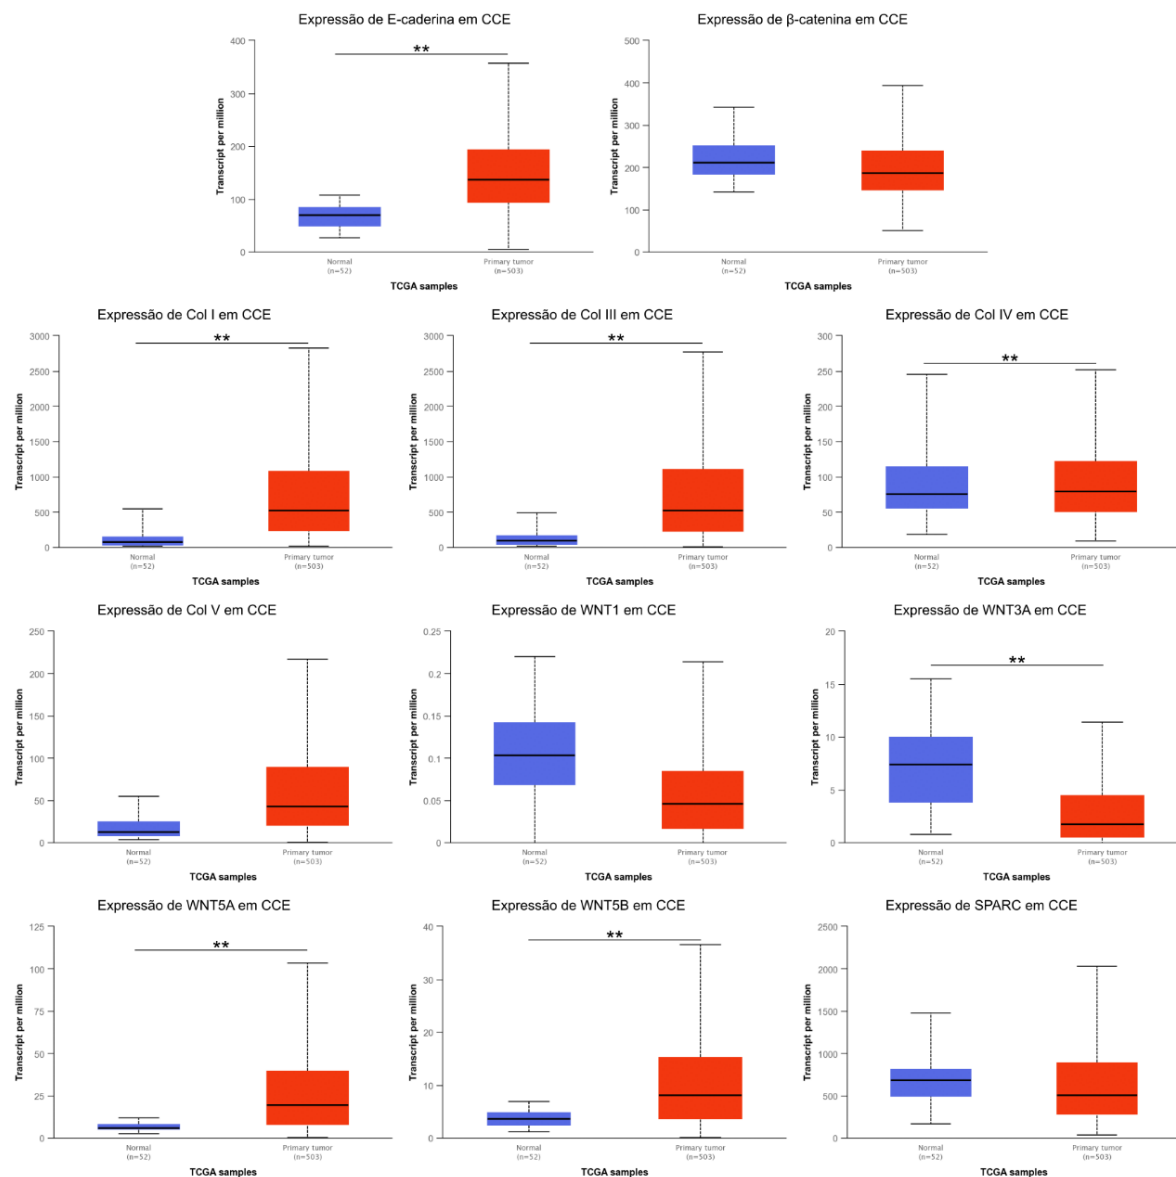 Expressão de E-caderina em CCE
Transcript per million
400
300
200
100
0
**
Normal
(n=52)
Primary tumor
(n=503)
TCGA samples
Expressão de β-catenina em CCE
Transcript per million
500
400
300
200
100
0
Normal
(n=52)
Primary tumor
(n=503)
TCGA samples
Expressão de Col I em CCE
Transcript per million
3000
2500
2000
1500
1000
500
0
**
Normal
(n=52)
Primary tumor
(n=503)
TCGA samples
Expressão de Col III em CCE
Transcript per million
3000
2500
2000
1500
1000
500
0
**
Normal
(n=52)
Primary tumor
(n=503)
TCGA samples
Expressão de Col IV em CCE
Transcript per million
300
250
200
150
100
50
0
**
Normal
(n=52)
Primary tumor
(n=503)
TCGA samples
Expressão de Col V em CCE
Transcript per million
250
200
150
100
50
0
Normal
(n=52)
Primary tumor
(n=503)
TCGA samples
Expressão de WNT1 em CCE
Transcript per million
0.25
0.2
0.15
0.1
0.05
0
Normal
(n=52)
Primary tumor
(n=503)
TCGA samples
Expressão de WNT3A em CCE
Transcript per million
20
15
10
5
0
**
Normal
(n=52)
Primary tumor
(n=503)
TCGA samples
Expressão de WNT5A em CCE
Transcript per million
125
100
75
50
25
0
**
Normal
(n=52)
Primary tumor
(n=503)
TCGA samples
Expressão de WNT5B em CCE
Transcript per million
40
30
20
10
0
**
Normal
(n=52)
Primary tumor
(n=503)
TCGA samples
Expressão de SPARC em CCE
Transcript per million
2500
2000
1500
1000
500
0
Normal
(n=52)
Primary tumor
(n=503)
TCGA samples